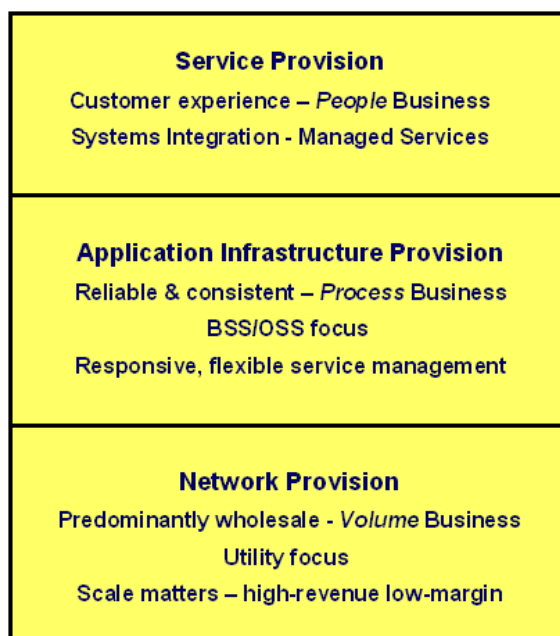 Service Provision
Customer experience – People Business
Systems Integration - Managed Services
Application Infrastructure Provision
Reliable & consistent – Process Business
BSS/OSS focus
Responsive, flexible service management
Network Provision
Predominantly wholesale - Volume Business
Utility focus
Scale matters – high-revenue low-margin